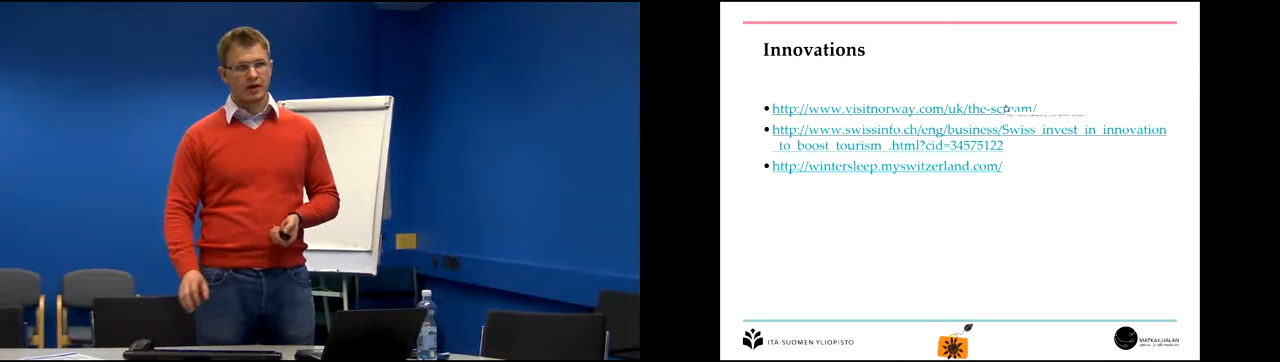 Innovations
• http://www.visitnorway.com/uk/the-scream/
• http://www.swissinfo.ch/eng/business/Swiss_invest_in_innovation
_to_boost_tourism_.html?cid=34575122
• http://wintersleep.myswitzerland.com/
ITÄ-SUOMEN YLIOPISTO
MATKAILUALAN